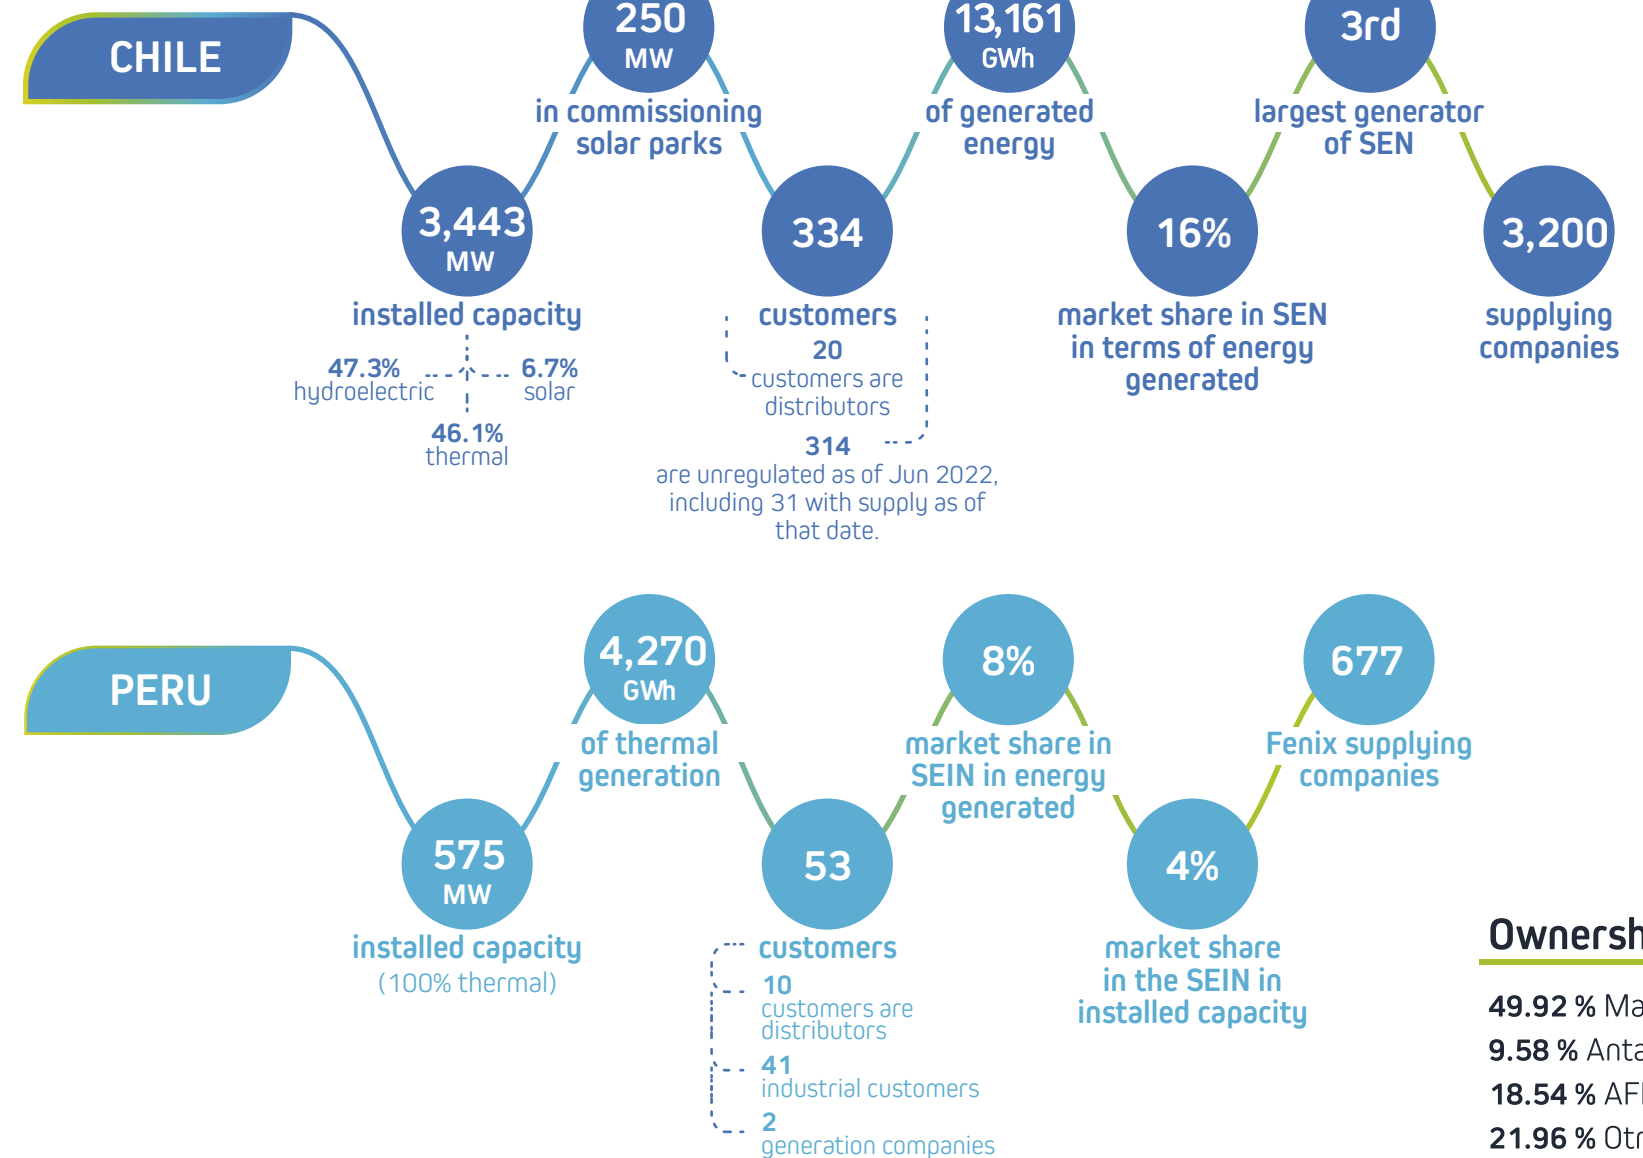 CHILE
3,443
MW
installed capacity
47.3%
hydroelectric
6.7%
solar
46.1%
thermal
250
MW
in commissioning
solar parks
334
customers
20
customers are
distributors
314
are unregulated as of Jun 2022,
including 31 with supply as of
that date.
13,161
GWh
of generated
energy
16%
market share in SEN
in terms of energy
generated
3rd
largest generator
of SEN
3,200
supplying
companies
PERU
575
MW
installed capacity
(100% thermal)
4,270
GWh
of thermal
generation
53
customers
10
customers are
distributors
41
industrial customers
2
generation companies
8%
market share in
SEIN in energy
generated
4%
market share
in the SEIN in
installed capacity
677
Fenix supplying
companies
49.92 %
9.58 %
18.54 %
21.96 %